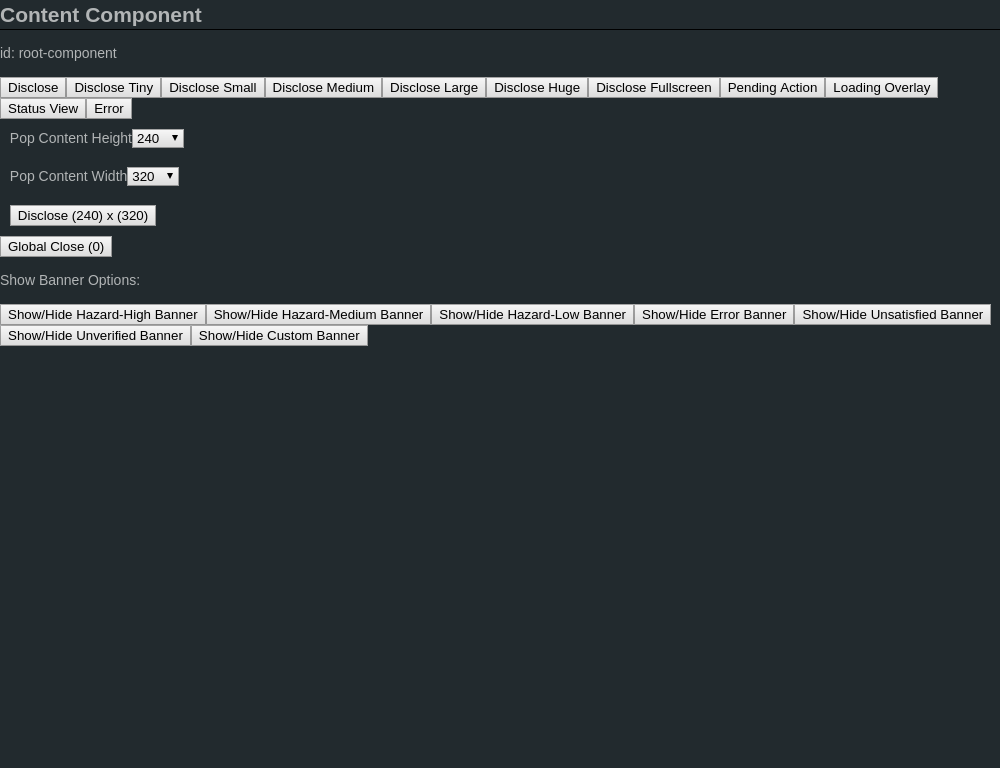 Content Component
id: root-component
Disclose Disclose Tiny Disclose Small Disclose Medium Disclose Large Disclose Huge Disclose Fullscreen Pending Action Loading Overlay
Status View Error
Pop Content Height 240
Pop Content Width 320
Disclose (240) x (320)
Global Close (0)
Show Banner Options:
Show/Hide Hazard-High Banner Show/Hide Hazard-Medium Banner Show/Hide Hazard-Low Banner Show/Hide Error Banner Show/Hide Unsatisfied Banner
Show/Hide Unverified Banner Show/Hide Custom Banner